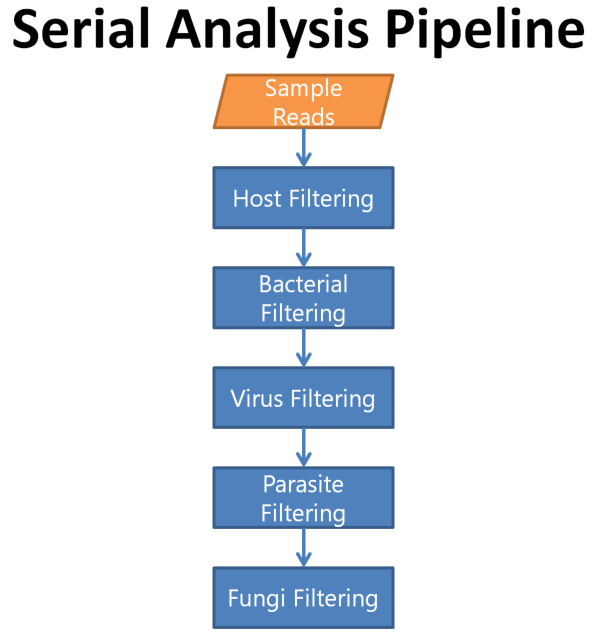 Serial Analysis Pipeline
Sample
Reads
Host Filtering
Bacterial
Filtering
Virus Filtering
Parasite
Filtering
Fungi Filtering